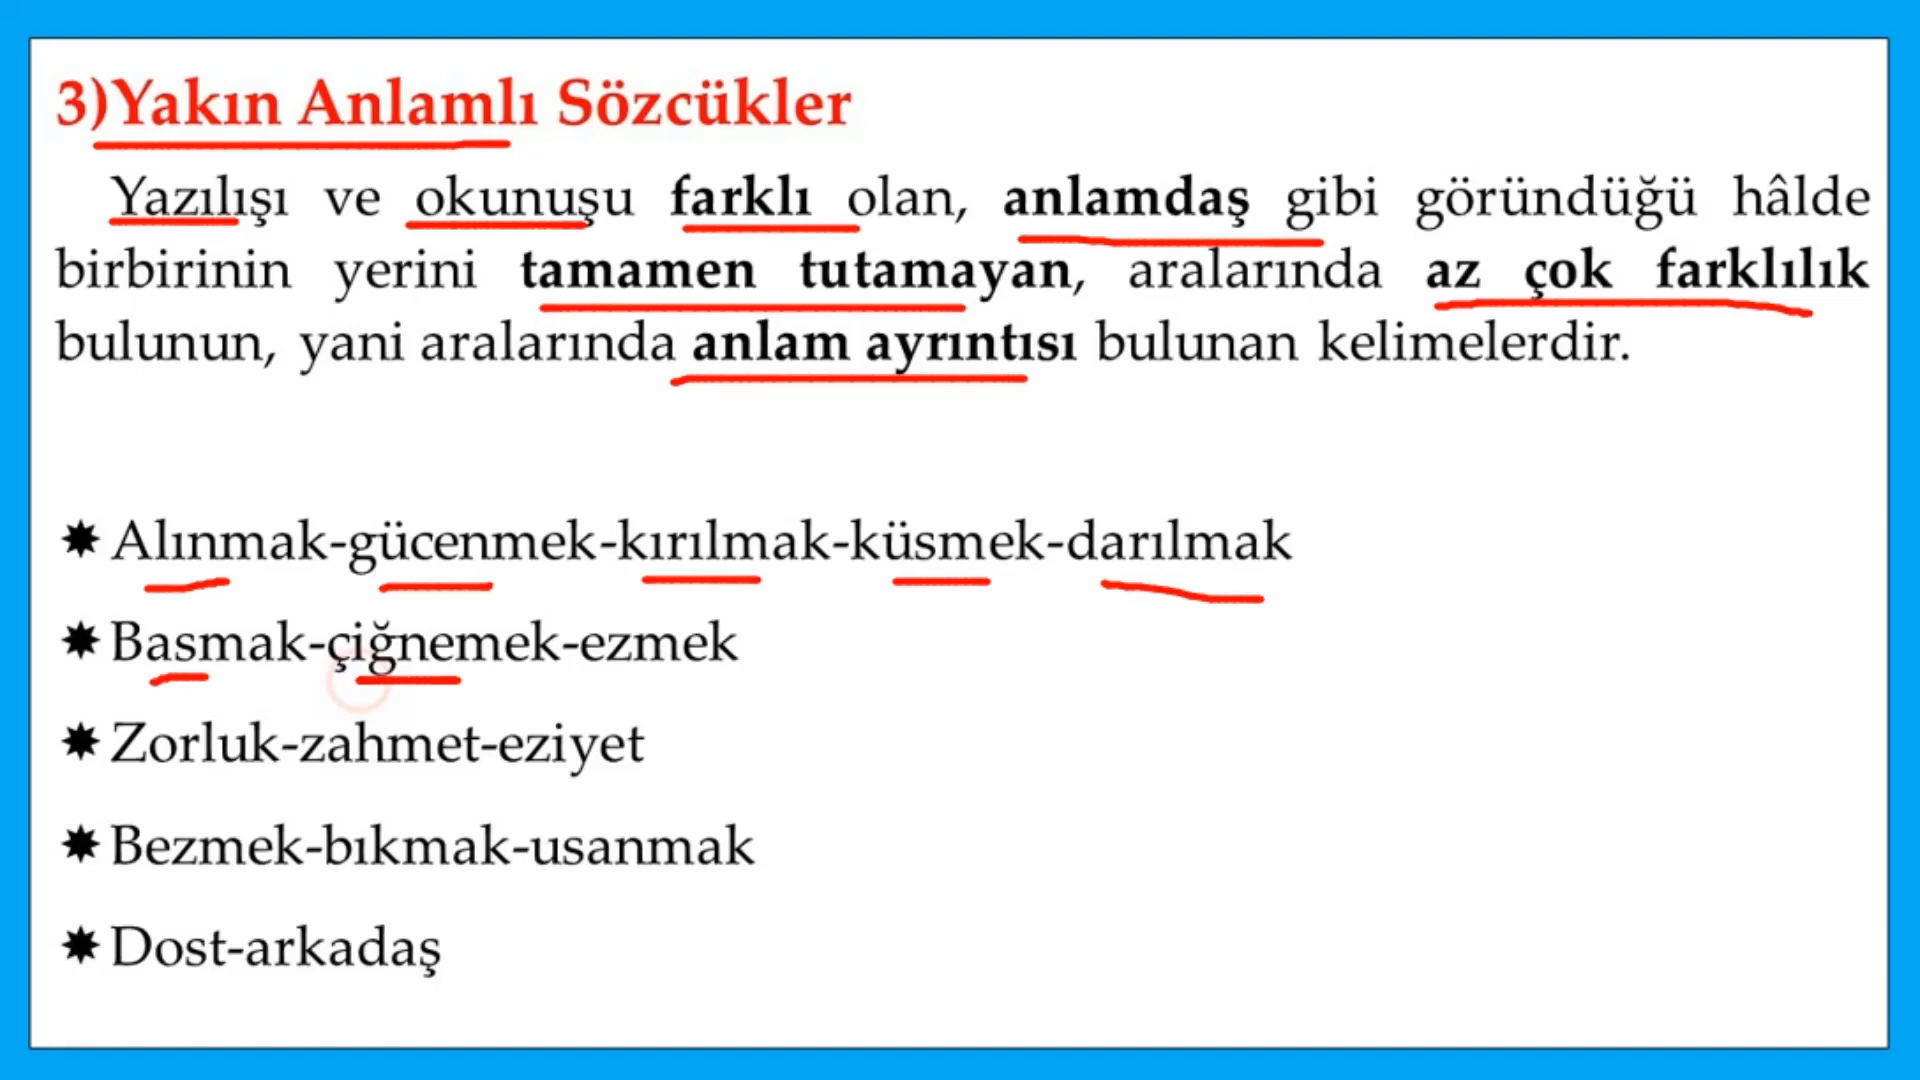 3)Yakın Anlamlı Sözcükler
Yazılışı ve okunuşu farklı olan, anlamdaş gibi göründüğü hâlde
birbirinin yerini tamamen tutamayan, aralarında az çok farklılık
bulunun, yani aralarında anlam ayrıntısı bulunan kelimelerdir.
✸ Alınmak-gücenmek-kırılmak-küsmek-darılmak
✸ Basmak-çiğnemek-ezmek
✸ Zorluk-zahmet-eziyet
✸ Bezmek-bıkmak-usanmak
✸ Dost-arkadaş